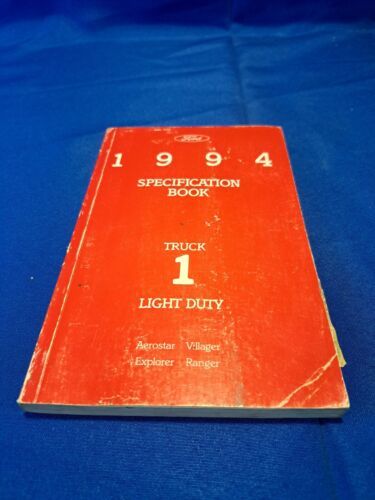 Ford
1994
SPECIFICATION
BOOK
TRUCK
1
LIGHT DUTY
Aerostar Villager
Explorer Ranger